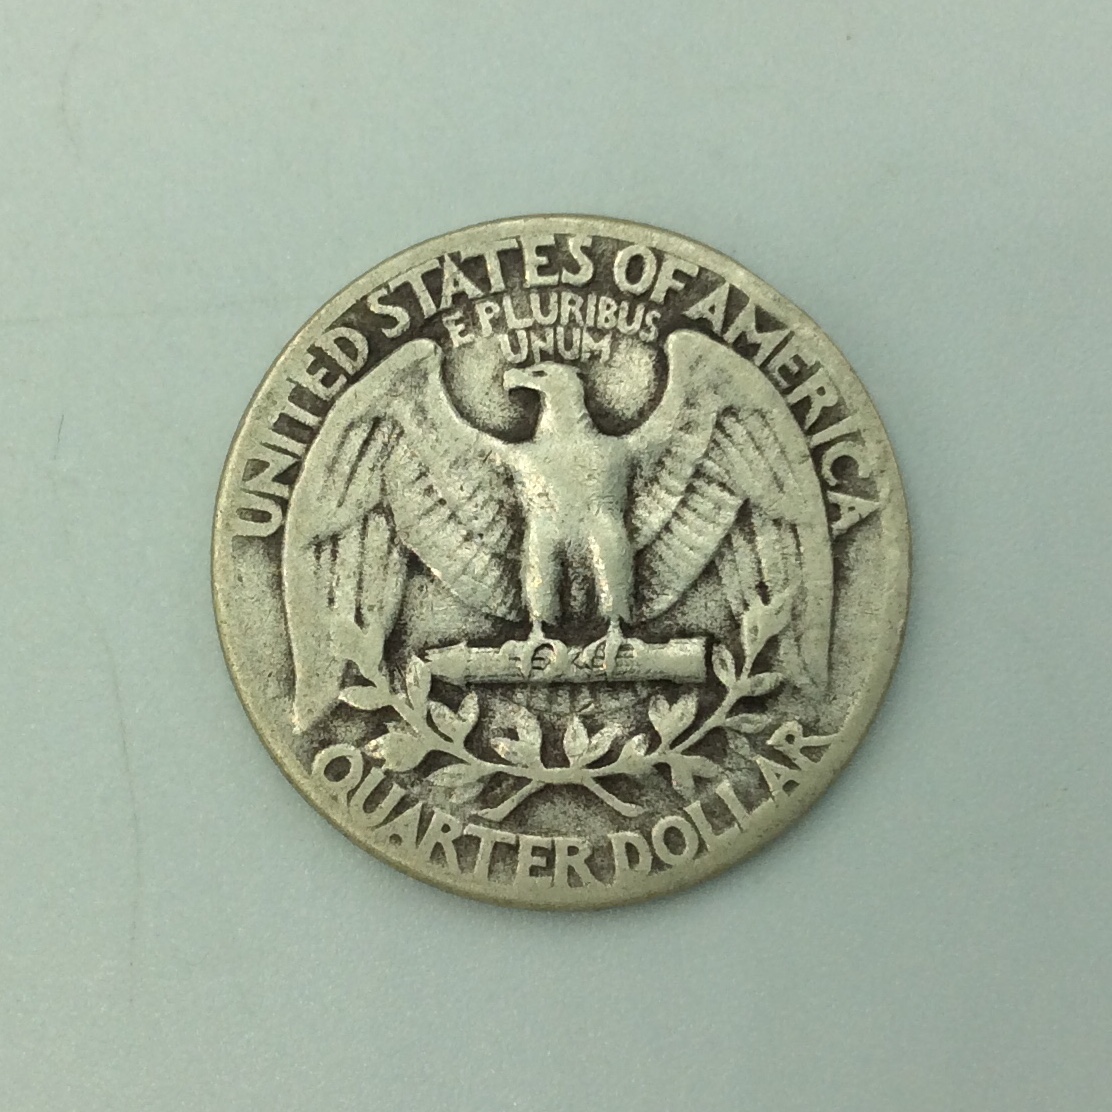 UNITED STATES OF AMERICA
E PLURIBUS
UNUM
QUARTER DOLLAR